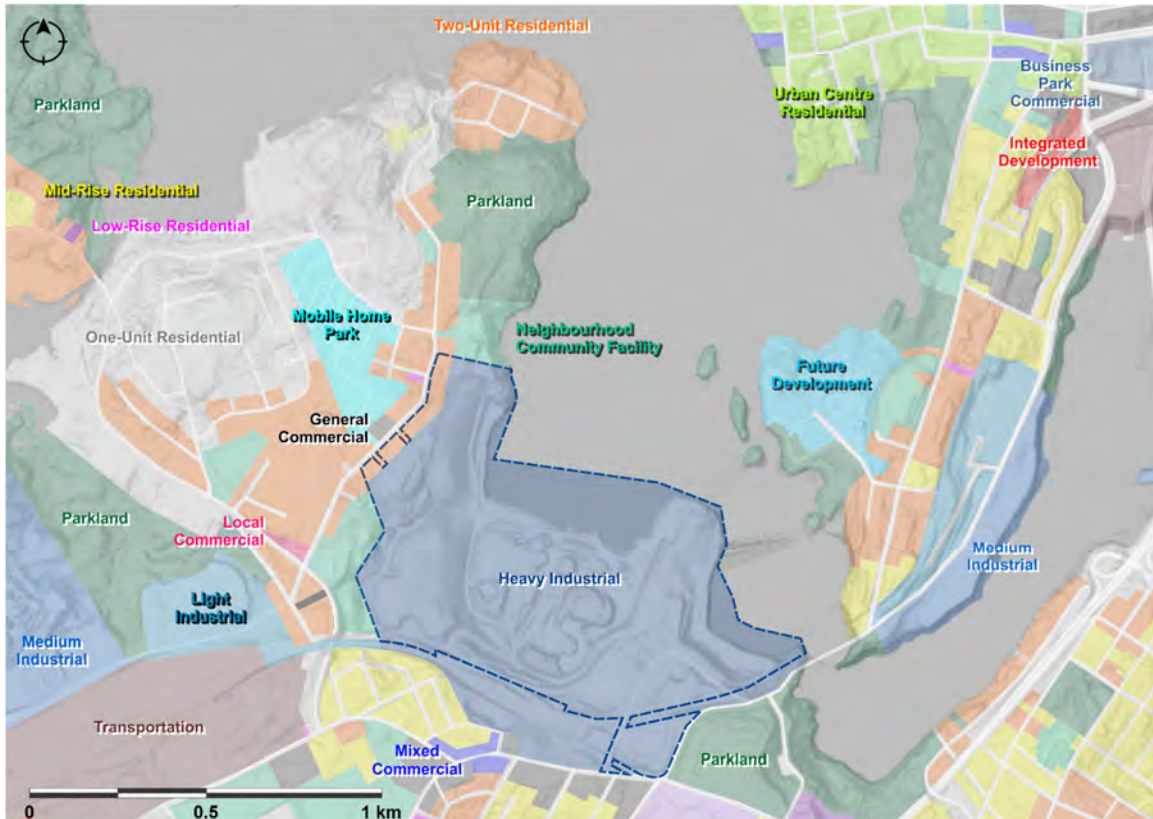 Two-Unit Residential
Business
Park
Commercial
Parkland
Urban Centre
Residential
Integrated
Development
Mid-Rise Residential
Parkland
Low-Rise Residential
Mobile Home
Park
One-Unit Residential
Neighbourhood
Community Facility
Future
Development
General
Commercial
Parkland
Local
Commercial
Medium
Industrial
Heavy Industrial
Light
Industrial
Medium
Industrial
Transportation
Mixed
Commercial
Parkland
0
0.5
1 km